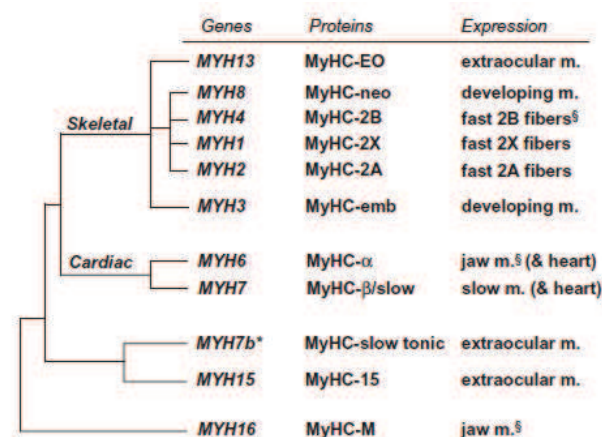 Genes Proteins Expression
MYH13 MyHC-EO extraocular m.
MYH8 MyHC-neo developing m.
Skeletal MYH4 MyHC-2B fast 2B fibers§
MYH1 MyHC-2X fast 2X fibers
MYH2 MyHC-2A fast 2A fibers
MYH3 MyHC-emb developing m.
Cardiac MYH6 MyHC-α jaw m.§ (& heart)
MYH7 MyHC-β/slow slow m. (& heart)
MYH7b* MyHC-slow tonic extraocular m.
MYH15 MyHC-15 extraocular m.
MYH16 MyHC-M jaw m.§